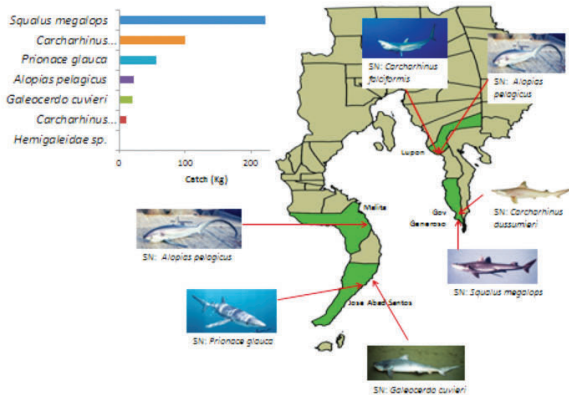 Squalus megalops
Carcharhinus...
Prionace glauca
Alopias pelagicus
Galeocerdo cuvieri
Carcharhinus...
Hemigaleidae sp.
0 100 200
Catch (Kg)
SN: Carcharhinus
falciformis
SN: Alopias
pelagicus
Lupon
Malita
Gov
Generoso
SN: Carcharhinus
dussumieri
SN: Alopias pelagicus
SN: Squalus megalops
Jose Abad Santos
SN: Prionace glauca
SN: Galeocerdo cuvieri